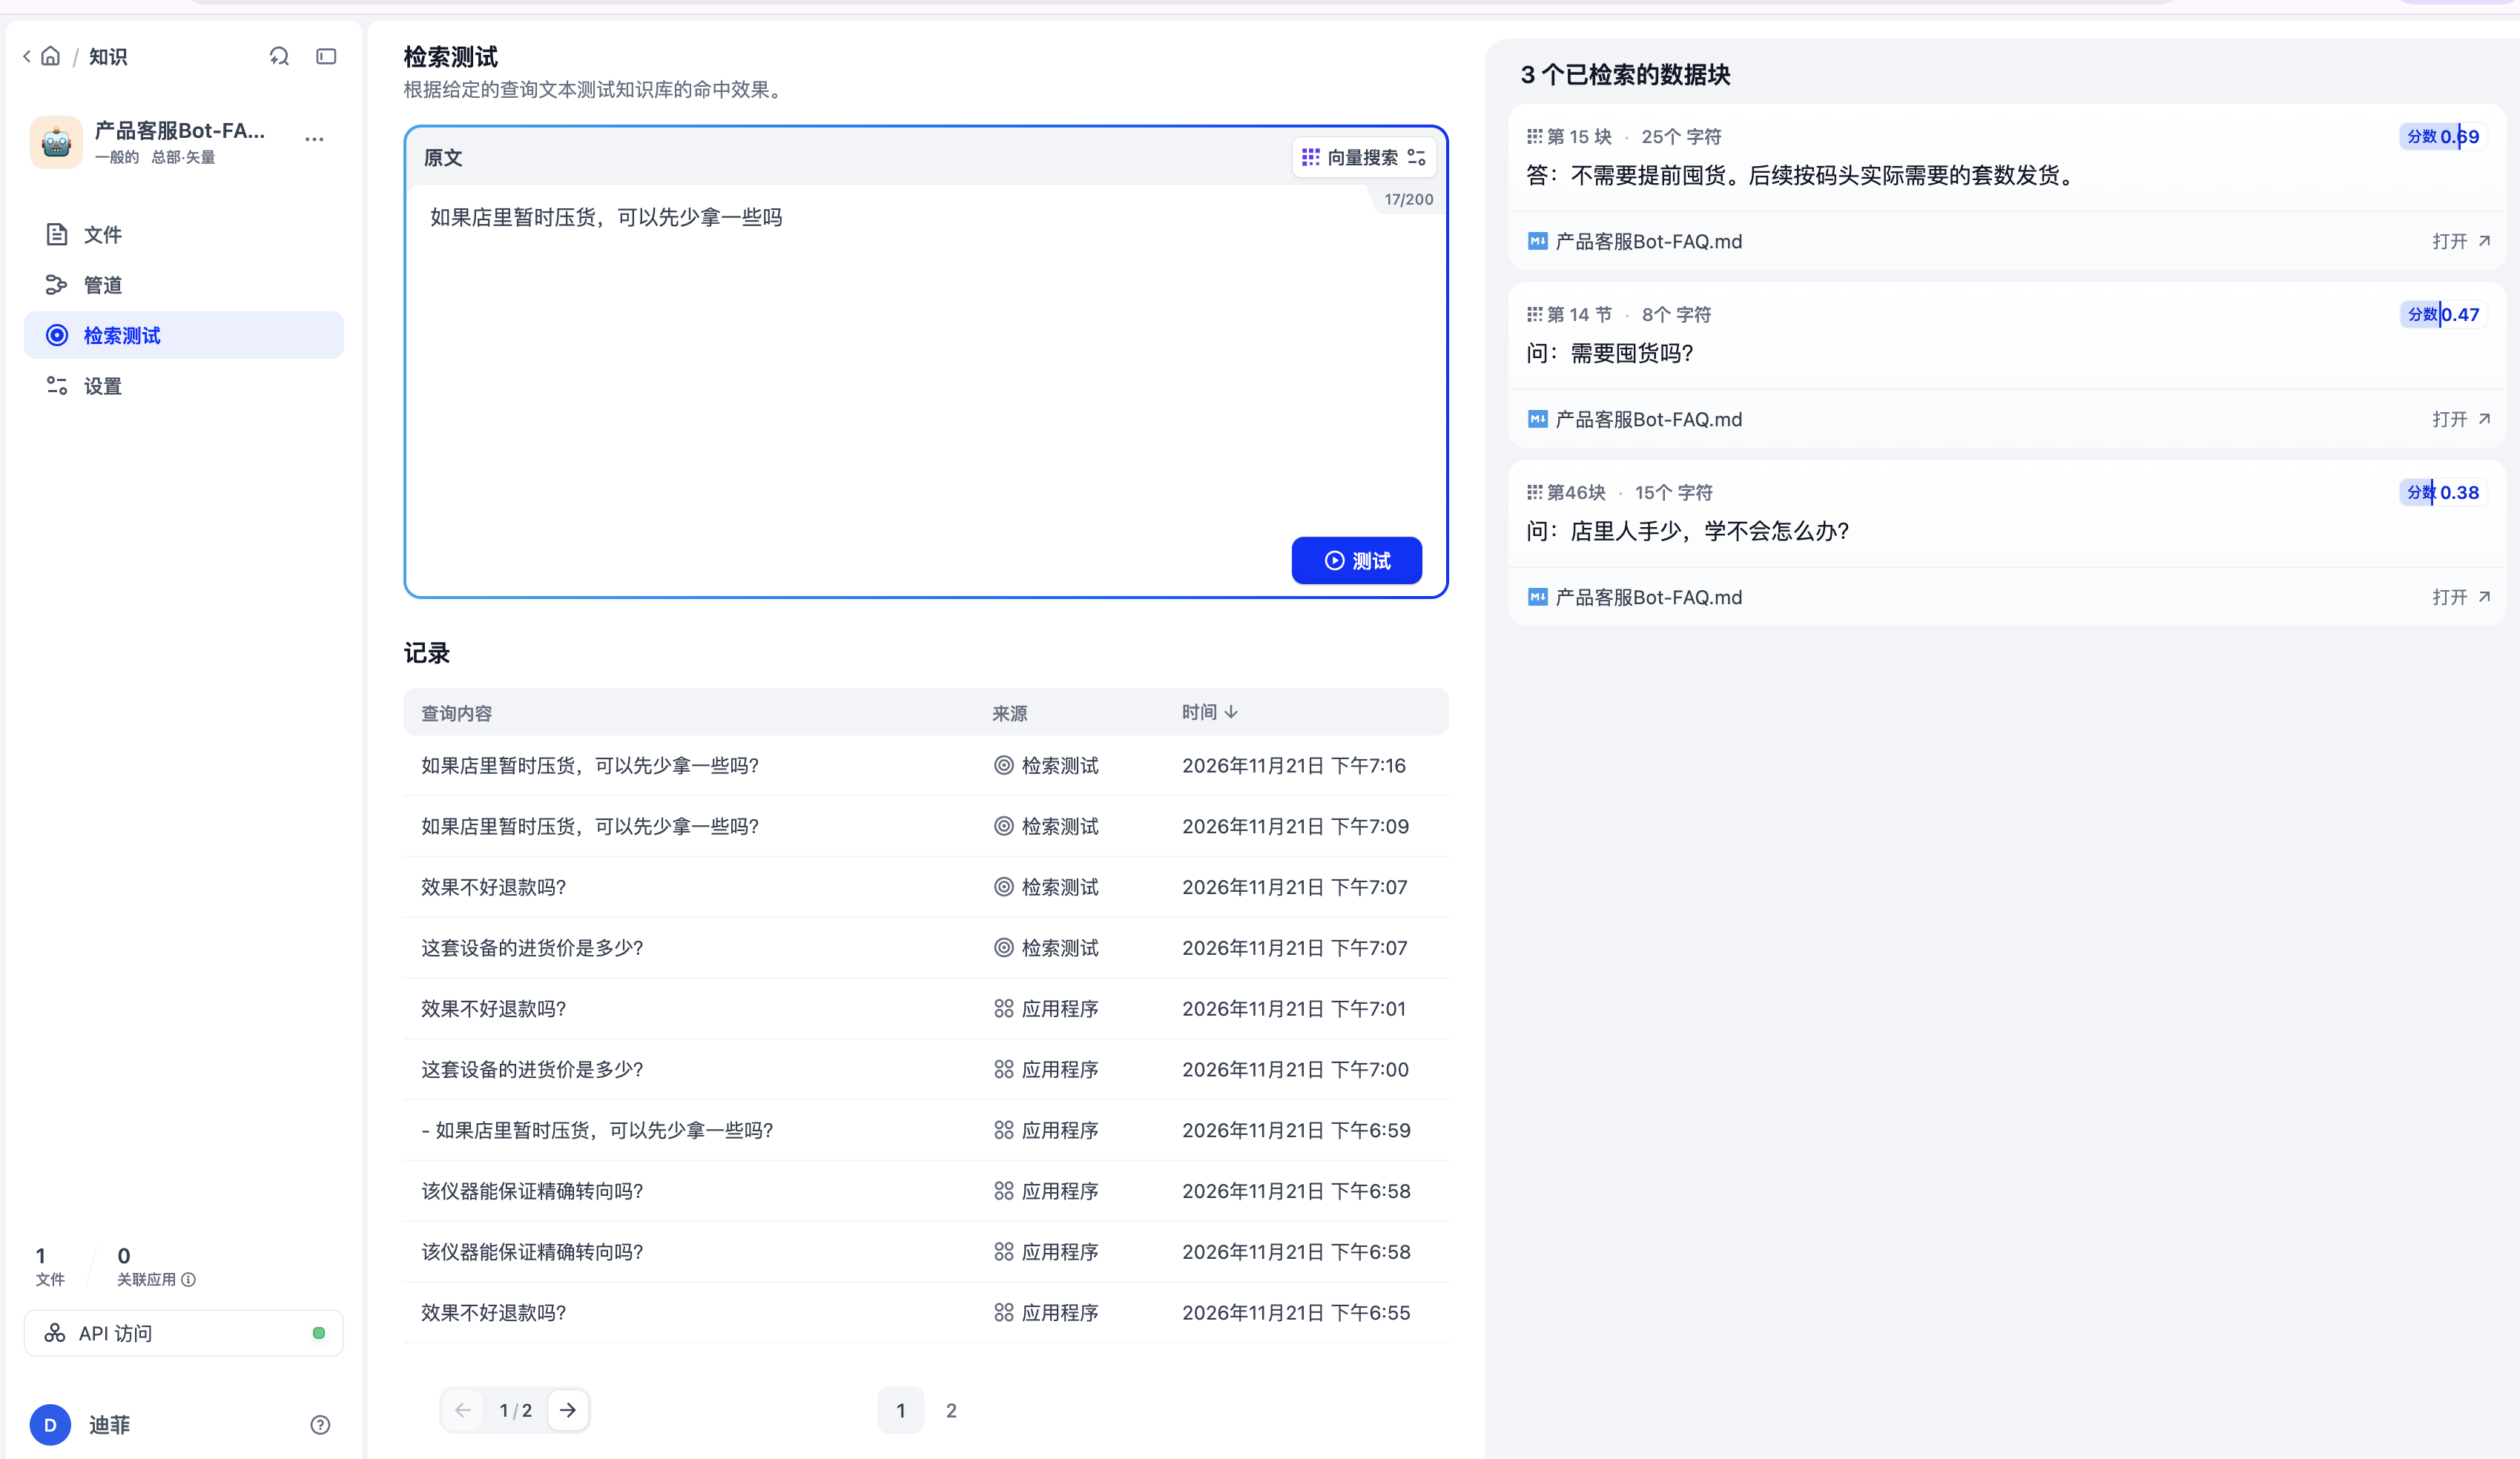 知识
产品客服Bot-FA...
一般的 总部·矢量
文件
管道
检索测试
设置
1
文件
0
关联应用
API 访问
D
迪菲
检索测试
根据给定的查询文本测试知识库的命中效果。
原文
向量搜索
17/200
如果店里暂时压货，可以先少拿一些吗
测试
记录
查询内容 来源 时间
如果店里暂时压货，可以先少拿一些吗? 检索测试 2026年11月21日 下午7:16
如果店里暂时压货，可以先少拿一些吗? 检索测试 2026年11月21日 下午7:09
效果不好退款吗? 检索测试 2026年11月21日 下午7:07
这套设备的进货价是多少? 检索测试 2026年11月21日 下午7:07
效果不好退款吗? 应用程序 2026年11月21日 下午7:01
这套设备的进货价是多少? 应用程序 2026年11月21日 下午7:00
- 如果店里暂时压货，可以先少拿一些吗? 应用程序 2026年11月21日 下午6:59
该仪器能保证精确转向吗? 应用程序 2026年11月21日 下午6:58
该仪器能保证精确转向吗? 应用程序 2026年11月21日 下午6:58
效果不好退款吗? 应用程序 2026年11月21日 下午6:55
1 / 2
1 2
3 个已检索的数据块
第 15 块 · 25个 字符 分数 0.69
答：不需要提前囤货。后续按码头实际需要的套数发货。
M↓ 产品客服Bot-FAQ.md 打开
第 14 节 · 8个 字符 分数 0.47
问：需要囤货吗?
M↓ 产品客服Bot-FAQ.md 打开
第46块 · 15个 字符 分数 0.38
问：店里人手少，学不会怎么办?
M↓ 产品客服Bot-FAQ.md 打开